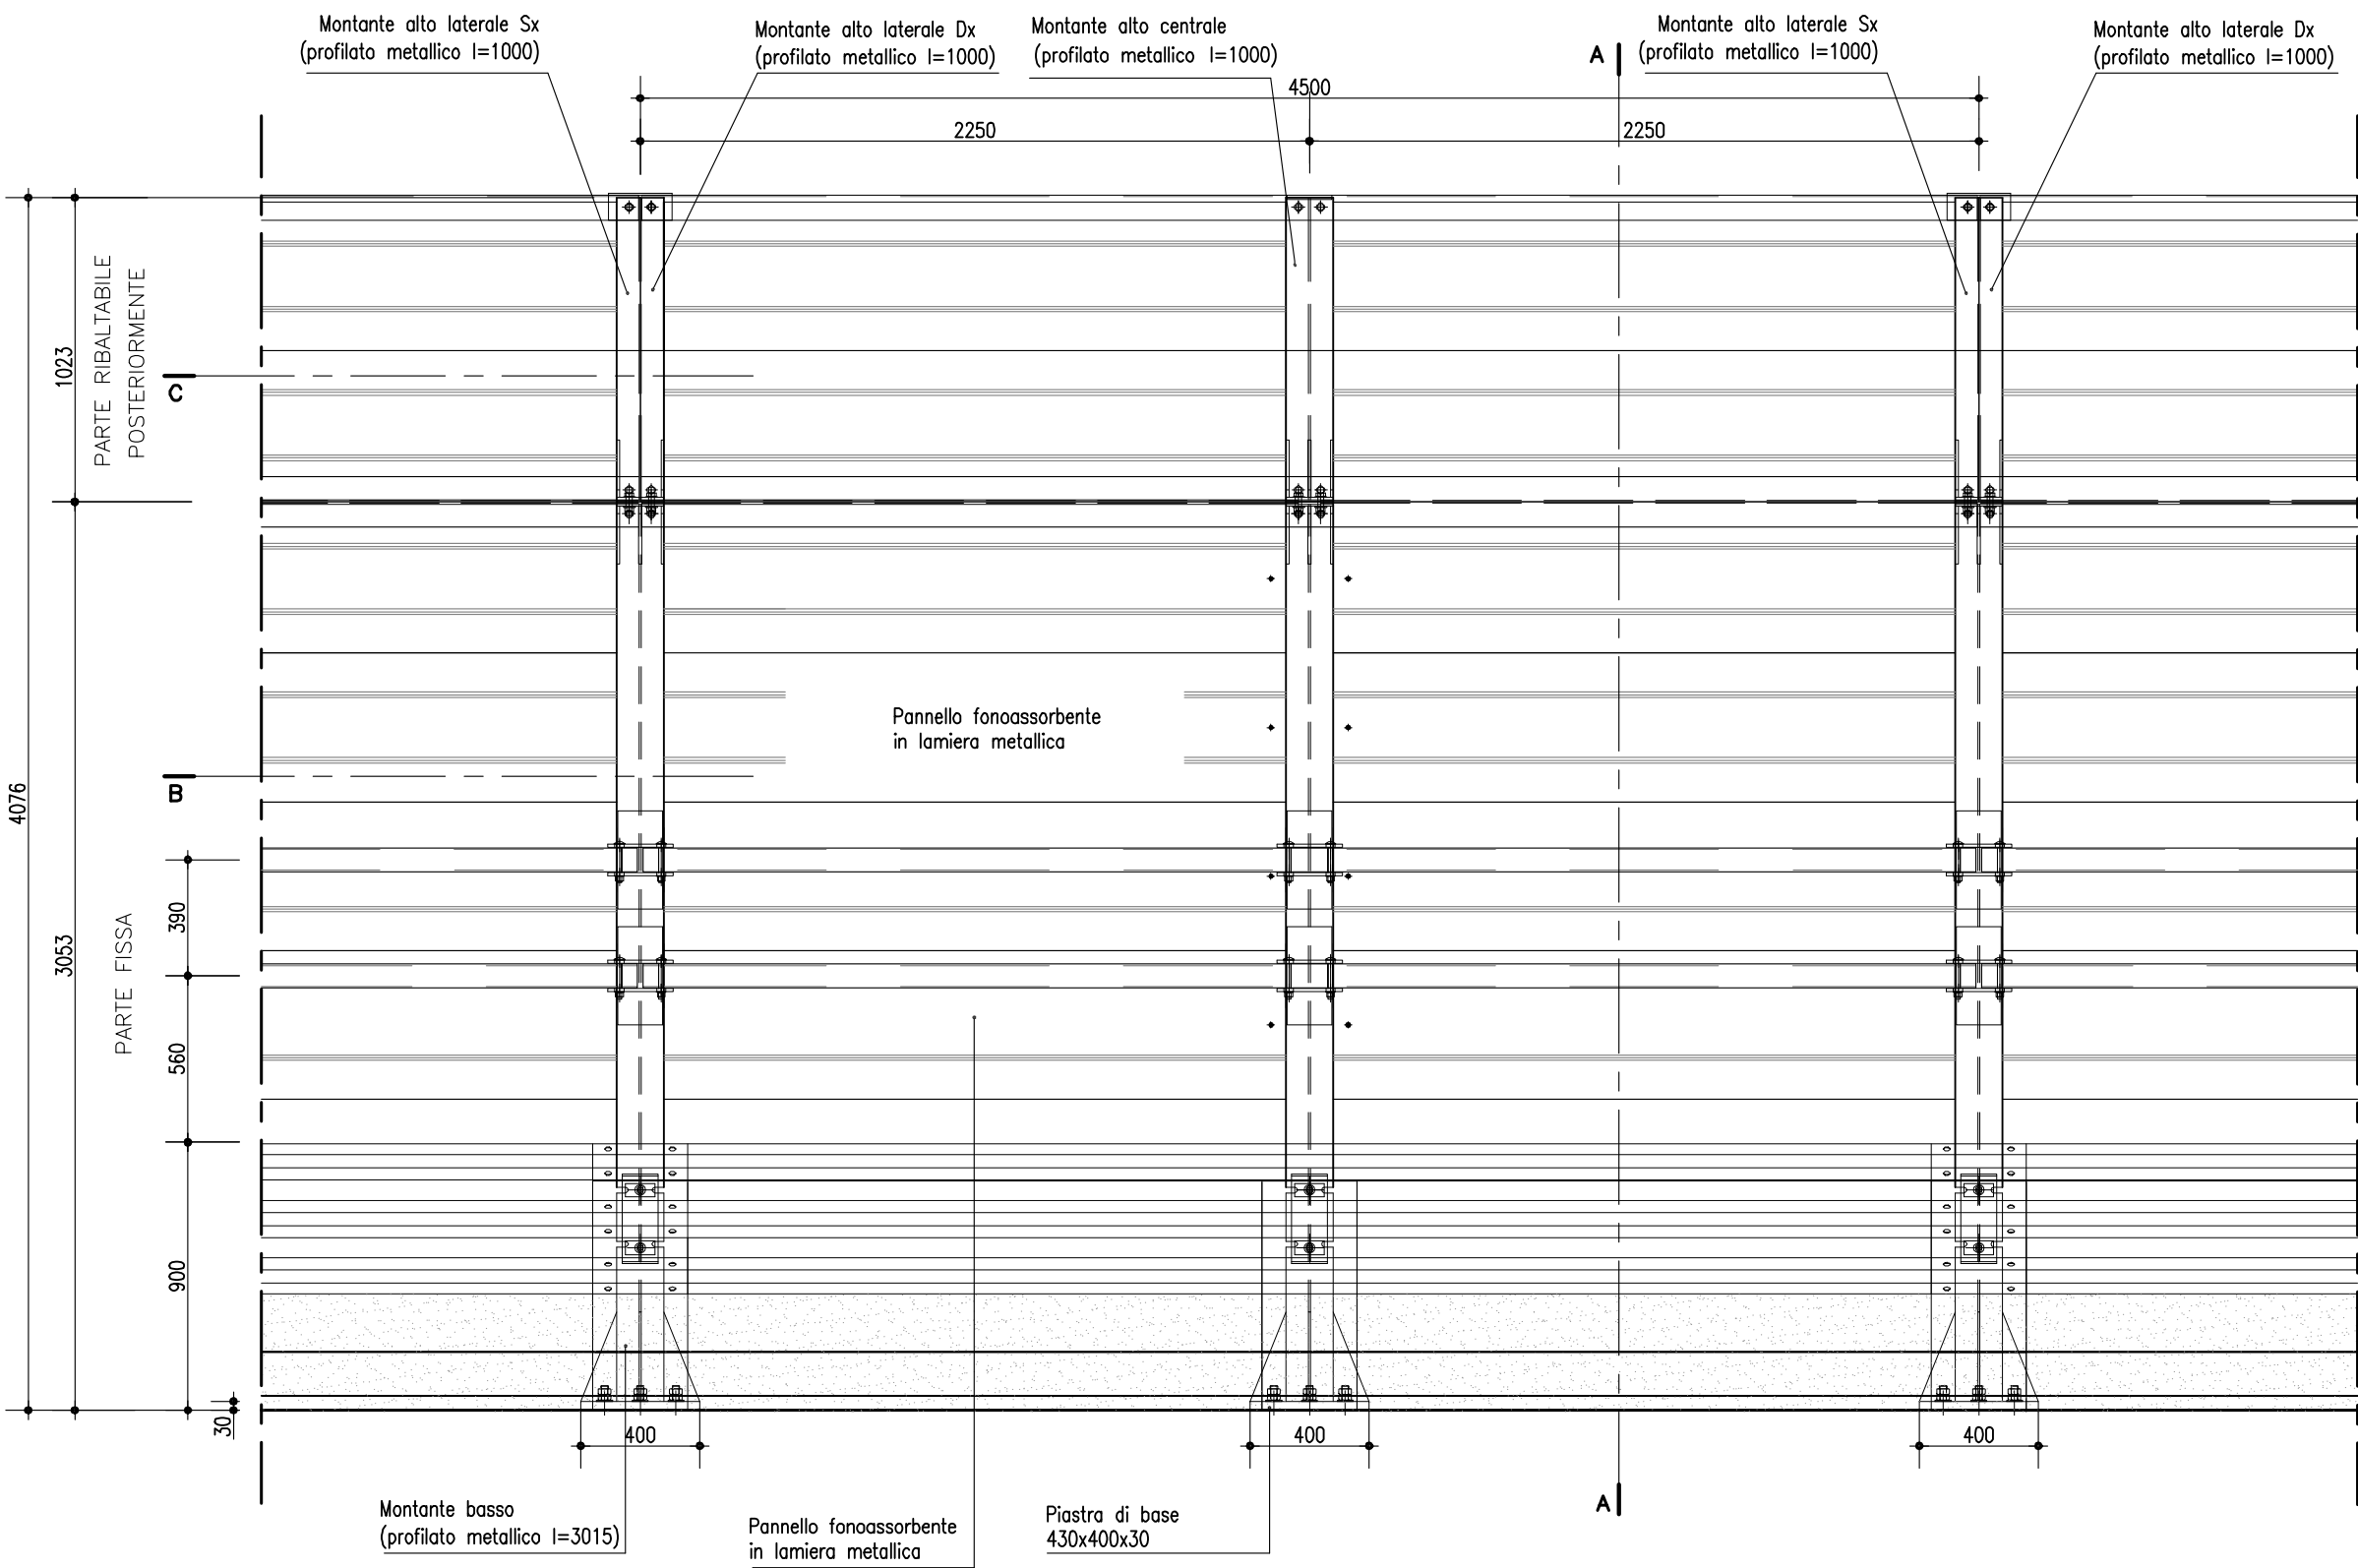 Montante alto laterale Sx
(profilato metallico l=1000)
Montante alto laterale Dx
(profilato metallico l=1000)
Montante alto centrale
(profilato metallico l=1000)
Montante alto laterale Sx
(profilato metallico l=1000)
Montante alto laterale Dx
(profilato metallico l=1000)
A
4500
2250
2250
PARTE RIBALTABILE
POSTERIORMENTE
1023
C
Pannello fonoassorbente
in lamiera metallica
B
4076
3053
PARTE FISSA
390
560
900
30
400
400
400
A
Montante basso
(profilato metallico l=3015)
Pannello fonoassorbente
in lamiera metallica
Piastra di base
430x400x30